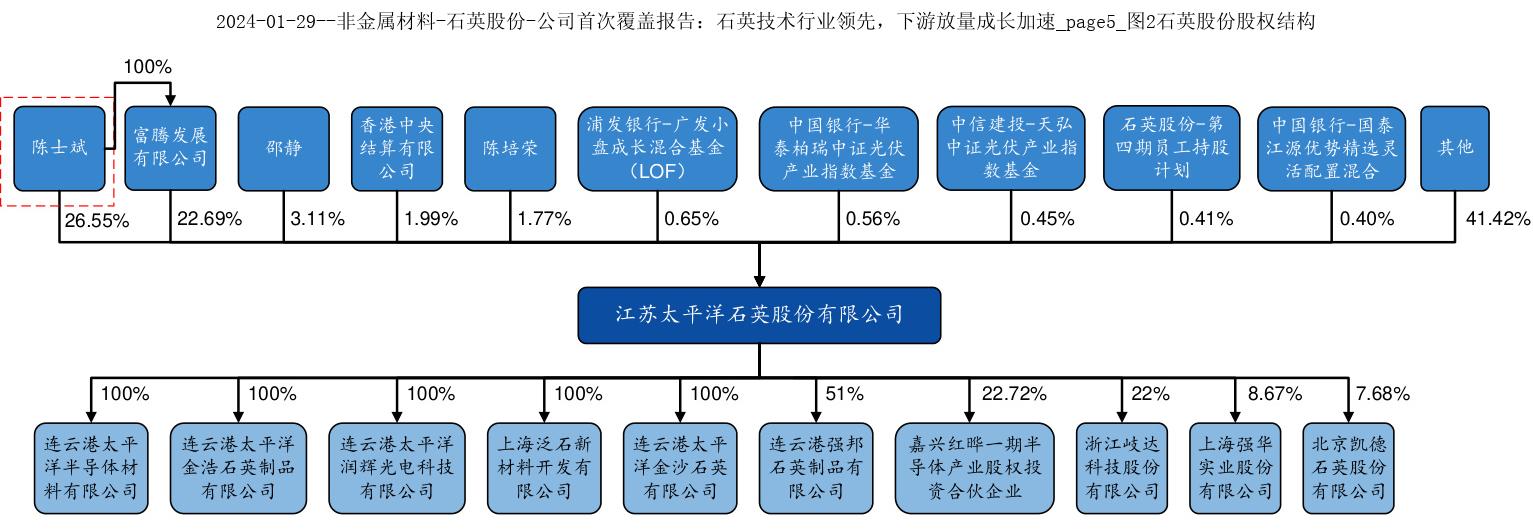 2024-01-29--非金属材料-石英股份-公司首次覆盖报告：石英技术行业领先，下游放量成长加速_page5_图2石英股份股权结构
100%
陈士斌
富腾发展
有限公司
邵静
香港中央
结算有限
公司
陈培荣
浦发银行-广发小
盘成长混合基金
（LOF）
中国银行-华
泰柏瑞中证光伏
产业指数基金
中信建投-天弘
中证光伏产业指
数基金
石英股份-第
四期员工持股
计划
中国银行-国泰
江源优势精选灵
活配置混合
其他
26.55%
22.69%
3.11%
1.99%
1.77%
0.65%
0.56%
0.45%
0.41%
0.40%
41.42%
江苏太平洋石英股份有限公司
100%
100%
100%
100%
100%
51%
22.72%
22%
8.67%
7.68%
连云港太平
洋半导体材
料有限公司
连云港太平洋
金浩石英制品
有限公司
连云港太平洋
润辉光电科技
有限公司
上海泛石新
材料开发有
限公司
连云港太平
洋金沙石英
有限公司
连云港强邦
石英制品有
限公司
嘉兴红晔一期半
导体产业股权投
资合伙企业
浙江岐达
科技股份
有限公司
上海强华
实业股份
有限公司
北京凯德
石英股份
有限公司